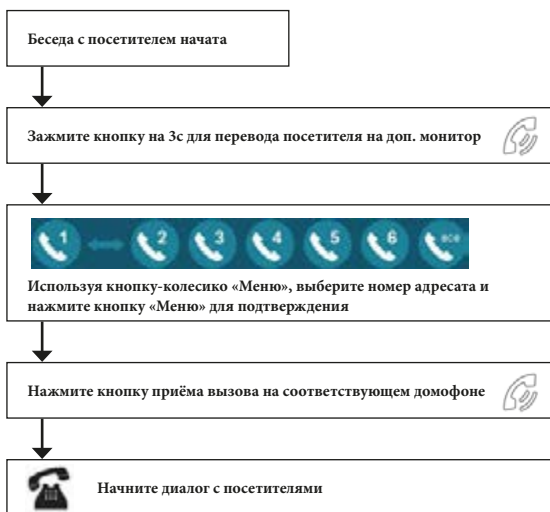 Беседа с посетителем начата
Зажмите кнопку на 3с для перевода посетителя на доп. монитор
1 2 3 4 5 6 все
Используя кнопку-колесико «Меню», выберите номер адресата и
нажмите кнопку «Меню» для подтверждения
Нажмите кнопку приёма вызова на соответствующем домофоне
Начните диалог с посетителями